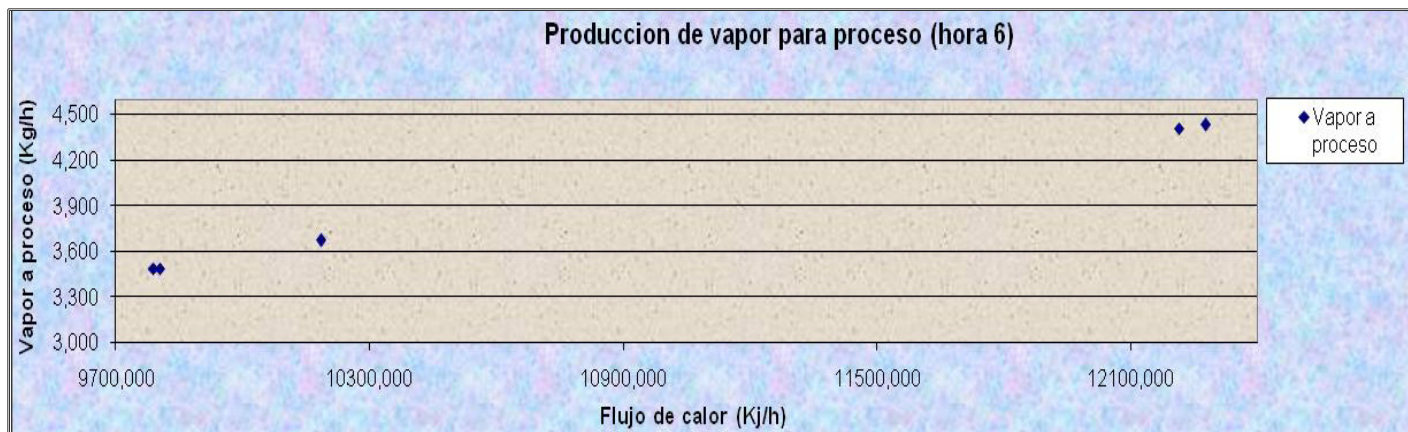 Produccion de vapor para proceso (hora 6)
Vapor a proceso (Kg/h)
4,500
4,200
3,900
3,600
3,300
3,000
9700,000 10300,000 10900,000 11500,000 12100,000
Flujo de calor (Kj/h)
Vapor a
proceso